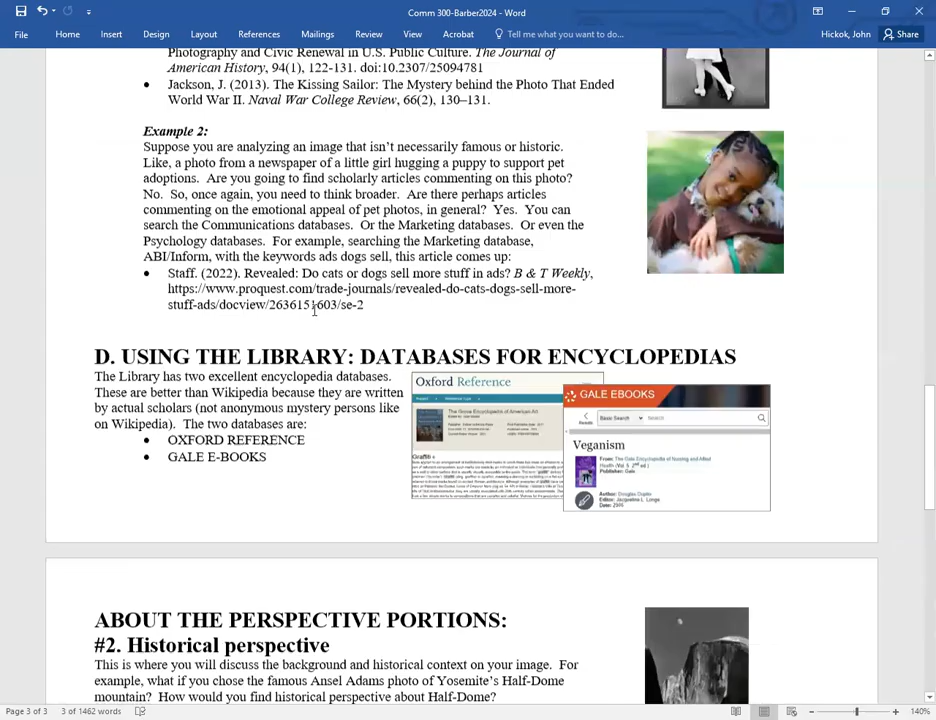 Comm 300-Barber2024 - Word
File Home Insert Design Layout References Mailings Review View Acrobat Tell me what you want to do... Hickok, John Share
Photography and Civic Renewal in U.S. Public Culture. The Journal of
American History, 94(1), 122-131. doi:10.2307/25094781
• Jackson, J. (2013). The Kissing Sailor: The Mystery behind the Photo That Ended
World War II. Naval War College Review, 66(2), 130–131.
Example 2:
Suppose you are analyzing an image that isn't necessarily famous or historic.
Like, a photo from a newspaper of a little girl hugging a puppy to support pet
adoptions. Are you going to find scholarly articles commenting on this photo?
No. So, once again, you need to think broader. Are there perhaps articles
commenting on the emotional appeal of pet photos, in general? Yes. You can
search the Communications databases. Or the Marketing databases. Or even the
Psychology databases. For example, searching the Marketing database,
ABI/Inform, with the keywords ads dogs sell, this article comes up:
• Staff. (2022). Revealed: Do cats or dogs sell more stuff in ads? B & T Weekly,
https://www.proquest.com/trade-journals/revealed-do-cats-dogs-sell-more-
stuff-ads/docview/2636151603/se-2
D. USING THE LIBRARY: DATABASES FOR ENCYCLOPEDIAS
The Library has two excellent encyclopedia databases.
These are better than Wikipedia because they are written
by actual scholars (not anonymous mystery persons like
on Wikipedia). The two databases are:
• OXFORD REFERENCE
• GALE E-BOOKS
Oxford Reference
Graffiti
GALE EBOOKS
Basic Search Search
Veganism
Publisher: Gale
ABOUT THE PERSPECTIVE PORTIONS:
#2. Historical perspective
This is where you will discuss the background and historical context on your image. For
example, what if you chose the famous Ansel Adams photo of Yosemite's Half-Dome
mountain? How would you find historical perspective about Half-Dome?
Page 3 of 3 3 of 1462 words 140%